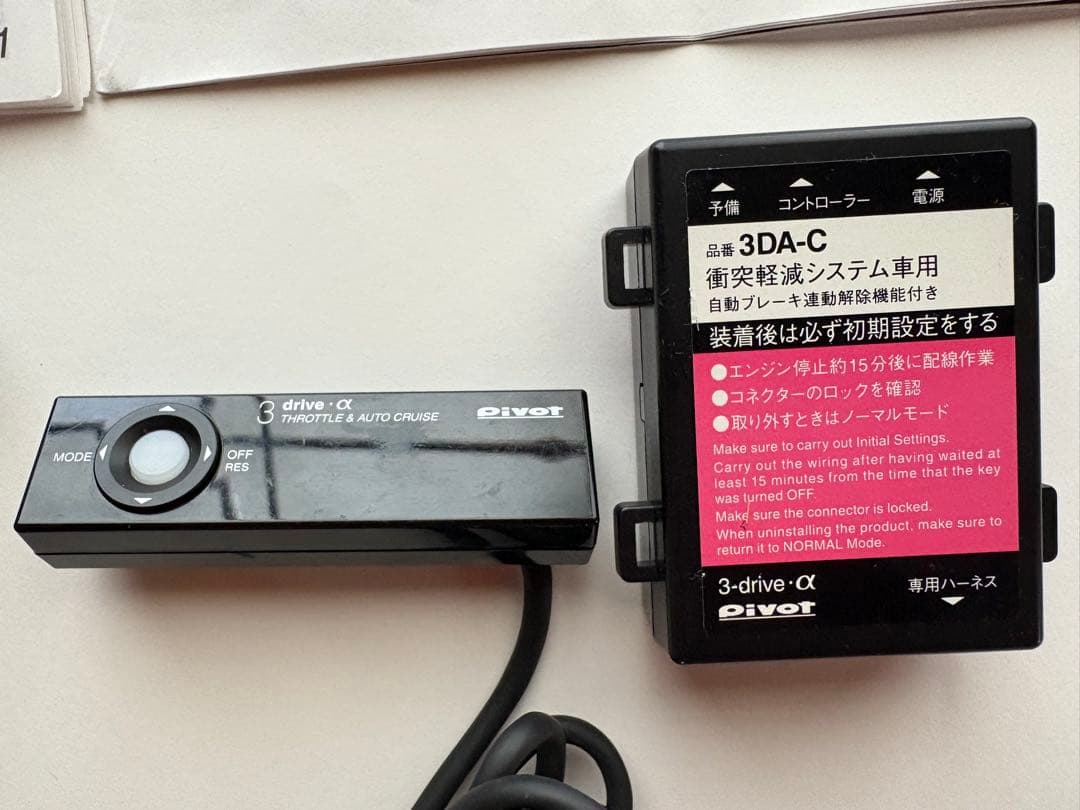 1
3 drive・α
THROTTLE & AUTO CRUISE
Pivot
MODE
OFF
RES
予備
コントローラー
電源
品番 3DA-C
衝突軽減システム車用
自動ブレーキ連動解除機能付き
装着後は必ず初期設定をする
●エンジン停止約15分後に配線作業
●コネクターのロックを確認
●取り外すときはノーマルモード
Make sure to carry out Initial Settings.
Carry out the wiring after having waited at
least 15 minutes from the time that the key
was turned OFF.
Make sure the connector is locked.
When uninstalling the product, make sure to
return it to NORMAL Mode.
3-drive・α
専用ハーネス
Pivot